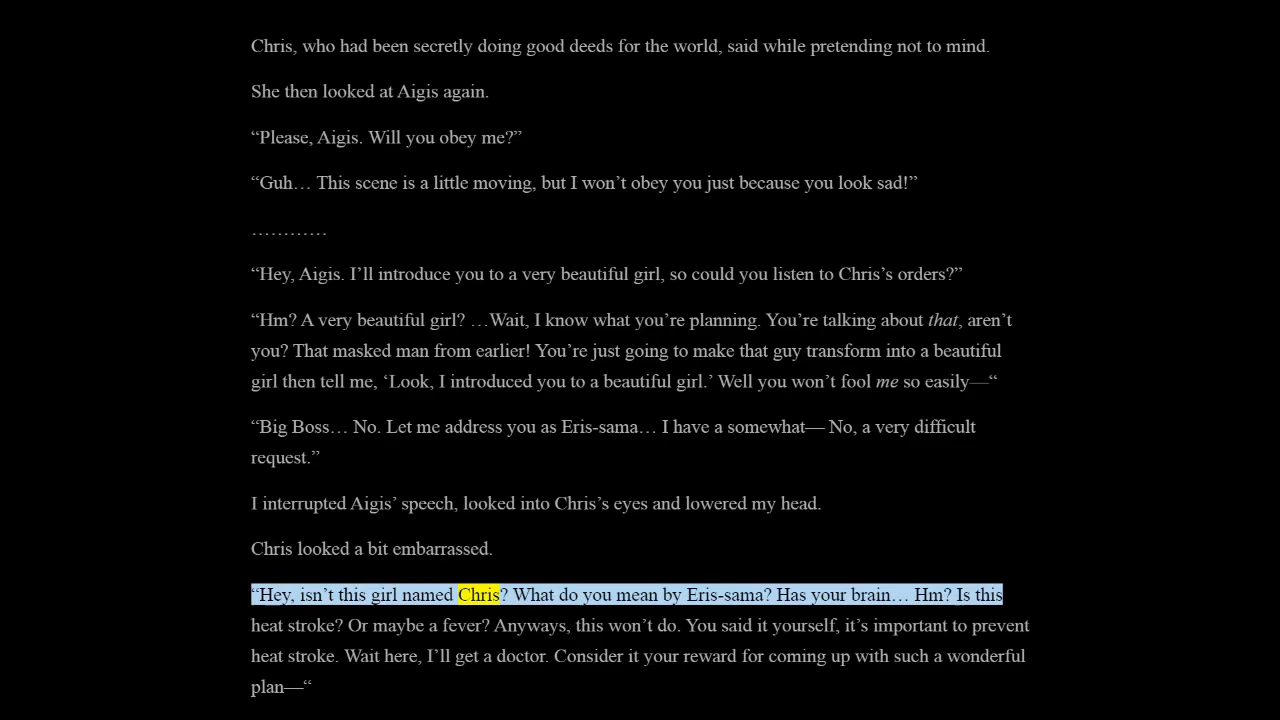 Chris, who had been secretly doing good deeds for the world, said while pretending not to mind.
She then looked at Aigis again.
“Please, Aigis. Will you obey me?”
“Guh… This scene is a little moving, but I won’t obey you just because you look sad!”
…………
“Hey, Aigis. I’ll introduce you to a very beautiful girl, so could you listen to Chris’s orders?”
“Hm? A very beautiful girl? …Wait, I know what you’re planning. You’re talking about that, aren’t
you? That masked man from earlier! You’re just going to make that guy transform into a beautiful
girl then tell me, ‘Look, I introduced you to a beautiful girl.’ Well you won’t fool me so easily—“
“Big Boss… No. Let me address you as Eris-sama… I have a somewhat— No, a very difficult
request.”
I interrupted Aigis’ speech, looked into Chris’s eyes and lowered my head.
Chris looked a bit embarrassed.
“Hey, isn’t this girl named Chris? What do you mean by Eris-sama? Has your brain… Hm? Is this
heat stroke? Or maybe a fever? Anyways, this won’t do. You said it yourself, it’s important to prevent
heat stroke. Wait here, I’ll get a doctor. Consider it your reward for coming up with such a wonderful
plan—“